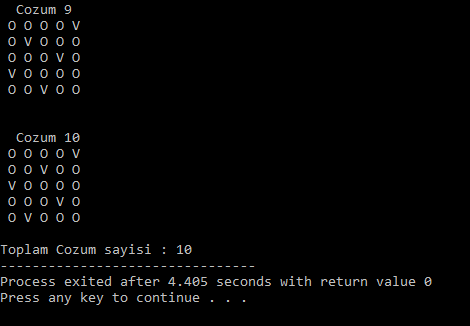 Cozum 9
O O O O V
O V O O O
O O O V O
V O O O O
O O V O O
Cozum 10
O O O O V
O O V O O
V O O O O
O O O V O
O V O O O
Toplam Cozum sayisi : 10
--------------------------------
Process exited after 4.405 seconds with return value 0
Press any key to continue . . .